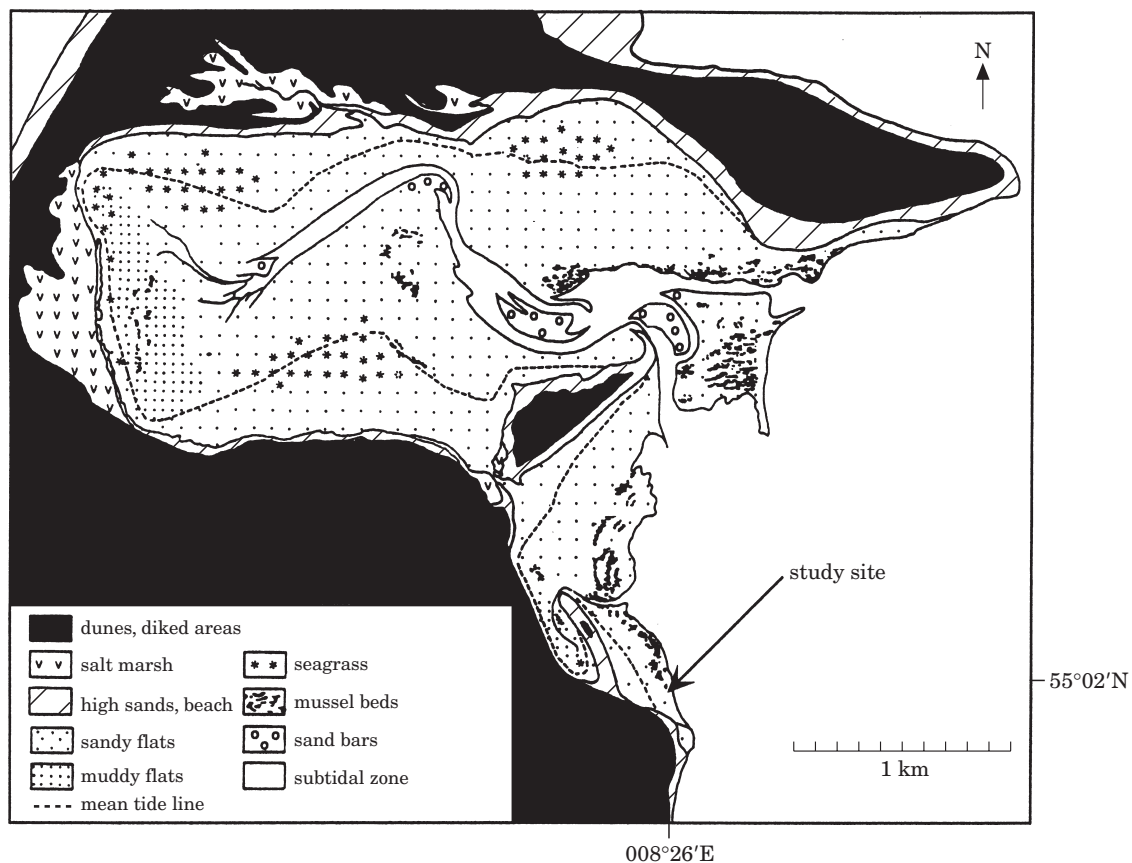 N
study site
55°02′N
dunes, diked areas
salt marsh
seagrass
high sands, beach
mussel beds
sandy flats
sand bars
muddy flats
subtidal zone
mean tide line
1 km
008°26′E